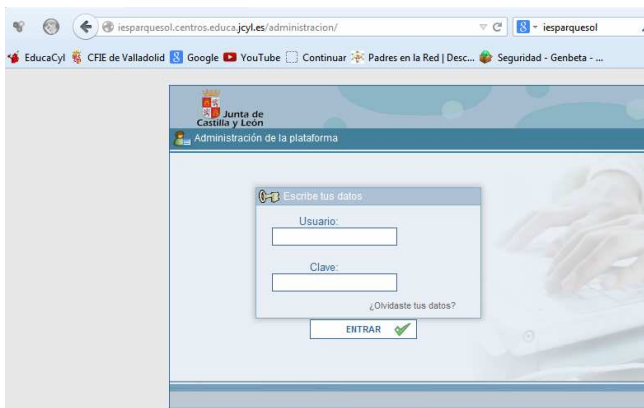 iesparquesol.centros.educa.jcyl.es/administracion/
iesparquesol
EducaCyl CFIE de Valladolid Google YouTube Continuar Padres en la Red | Desc... Seguridad - Genbeta - ...
Junta de
Castilla y León
Administración de la plataforma
Escribe tus datos
Usuario:
Clave:
¿Olvidaste tus datos?
ENTRAR